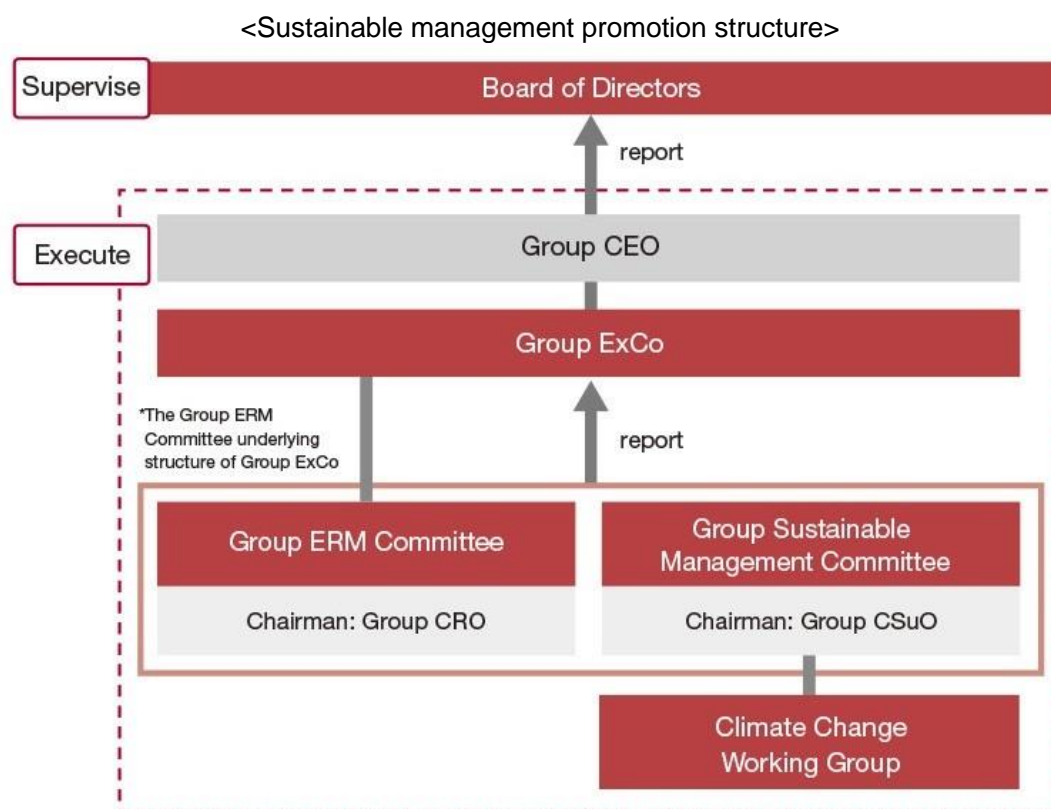 <Sustainable management promotion structure>
Supervise
Board of Directors
report
Execute
Group CEO
Group ExCo
*The Group ERM
Committee underlying
structure of Group ExCo
report
Group ERM Committee
Chairman: Group CRO
Group Sustainable
Management Committee
Chairman: Group CSuO
Climate Change
Working Group